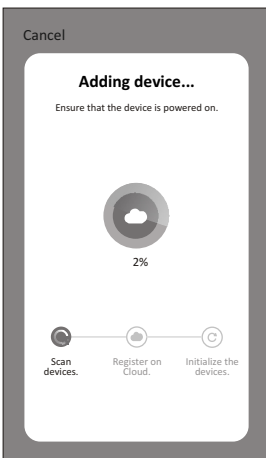 Cancel
Adding device...
Ensure that the device is powered on.
2%
Scan
devices.
Register on
Cloud.
Initialize the
devices.